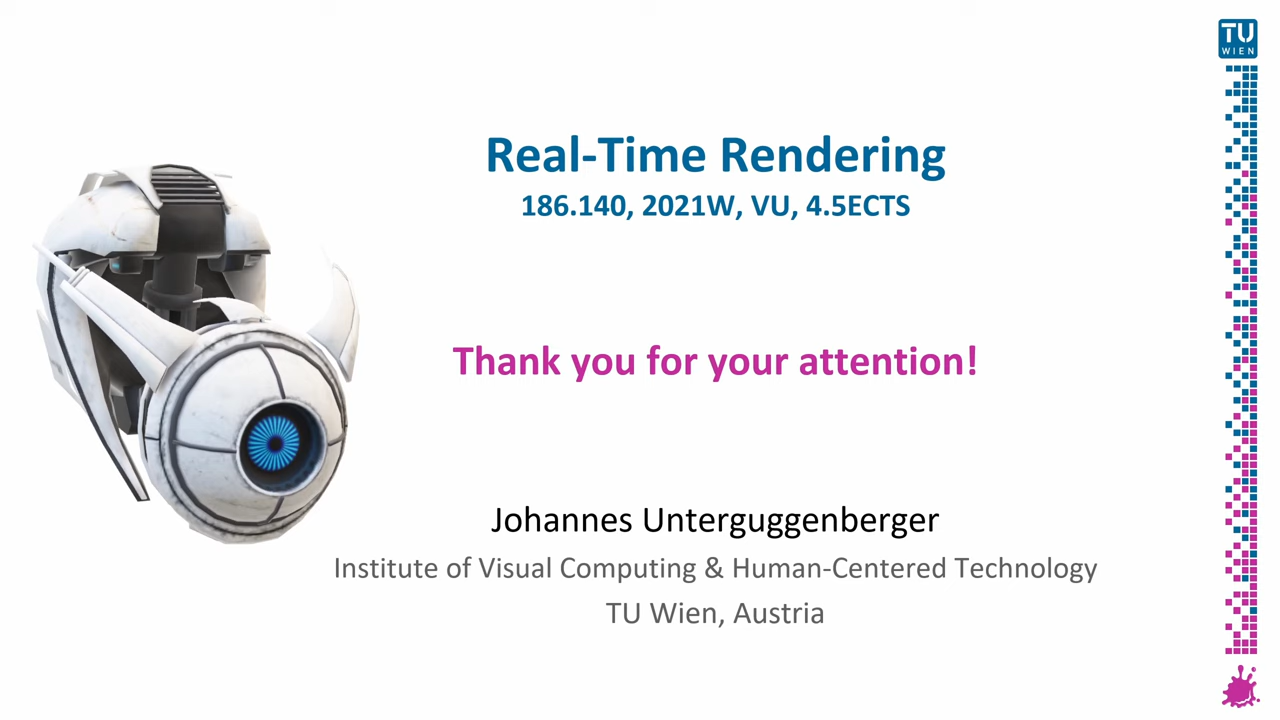 TU
WIEN
Real-Time Rendering
186.140, 2021W, VU, 4.5ECTS
Thank you for your attention!
Johannes Unterguggenberger
Institute of Visual Computing & Human-Centered Technology
TU Wien, Austria